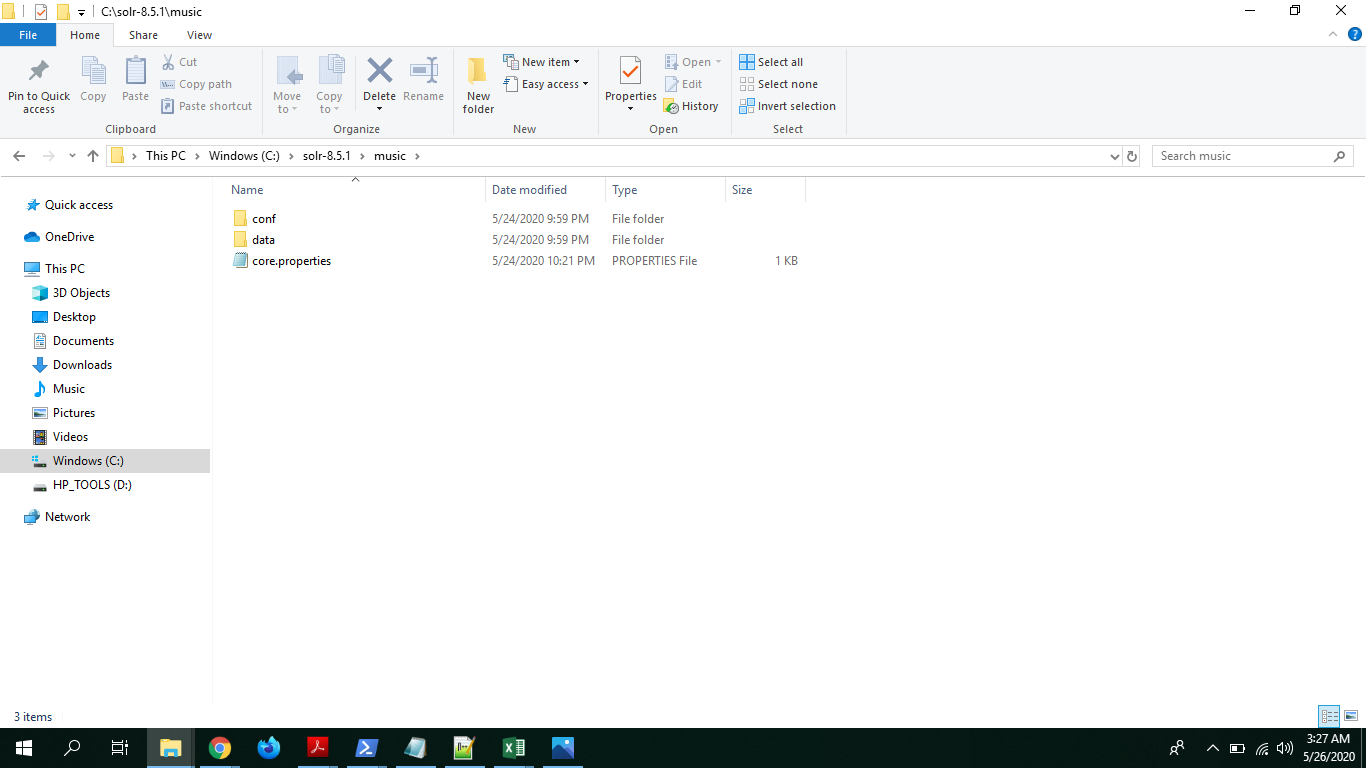 C:\solr-8.5.1\music
File Home Share View
Pin to Quick access
Copy
Paste
Cut
Copy path
Paste shortcut
Clipboard
Move to
Copy to
Delete
Rename
Organize
New folder
New item
Easy access
New
Properties
Open
Edit
History
Open
Select all
Select none
Invert selection
Select
This PC Windows (C:) solr-8.5.1 music
Search music
Quick access
OneDrive
This PC
3D Objects
Desktop
Documents
Downloads
Music
Pictures
Videos
Windows (C:)
HP_TOOLS (D:)
Network
Name Date modified Type Size
conf 5/24/2020 9:59 PM File folder
data 5/24/2020 9:59 PM File folder
core.properties 5/24/2020 10:21 PM PROPERTIES File 1 KB
3 items
3:27 AM
5/26/2020